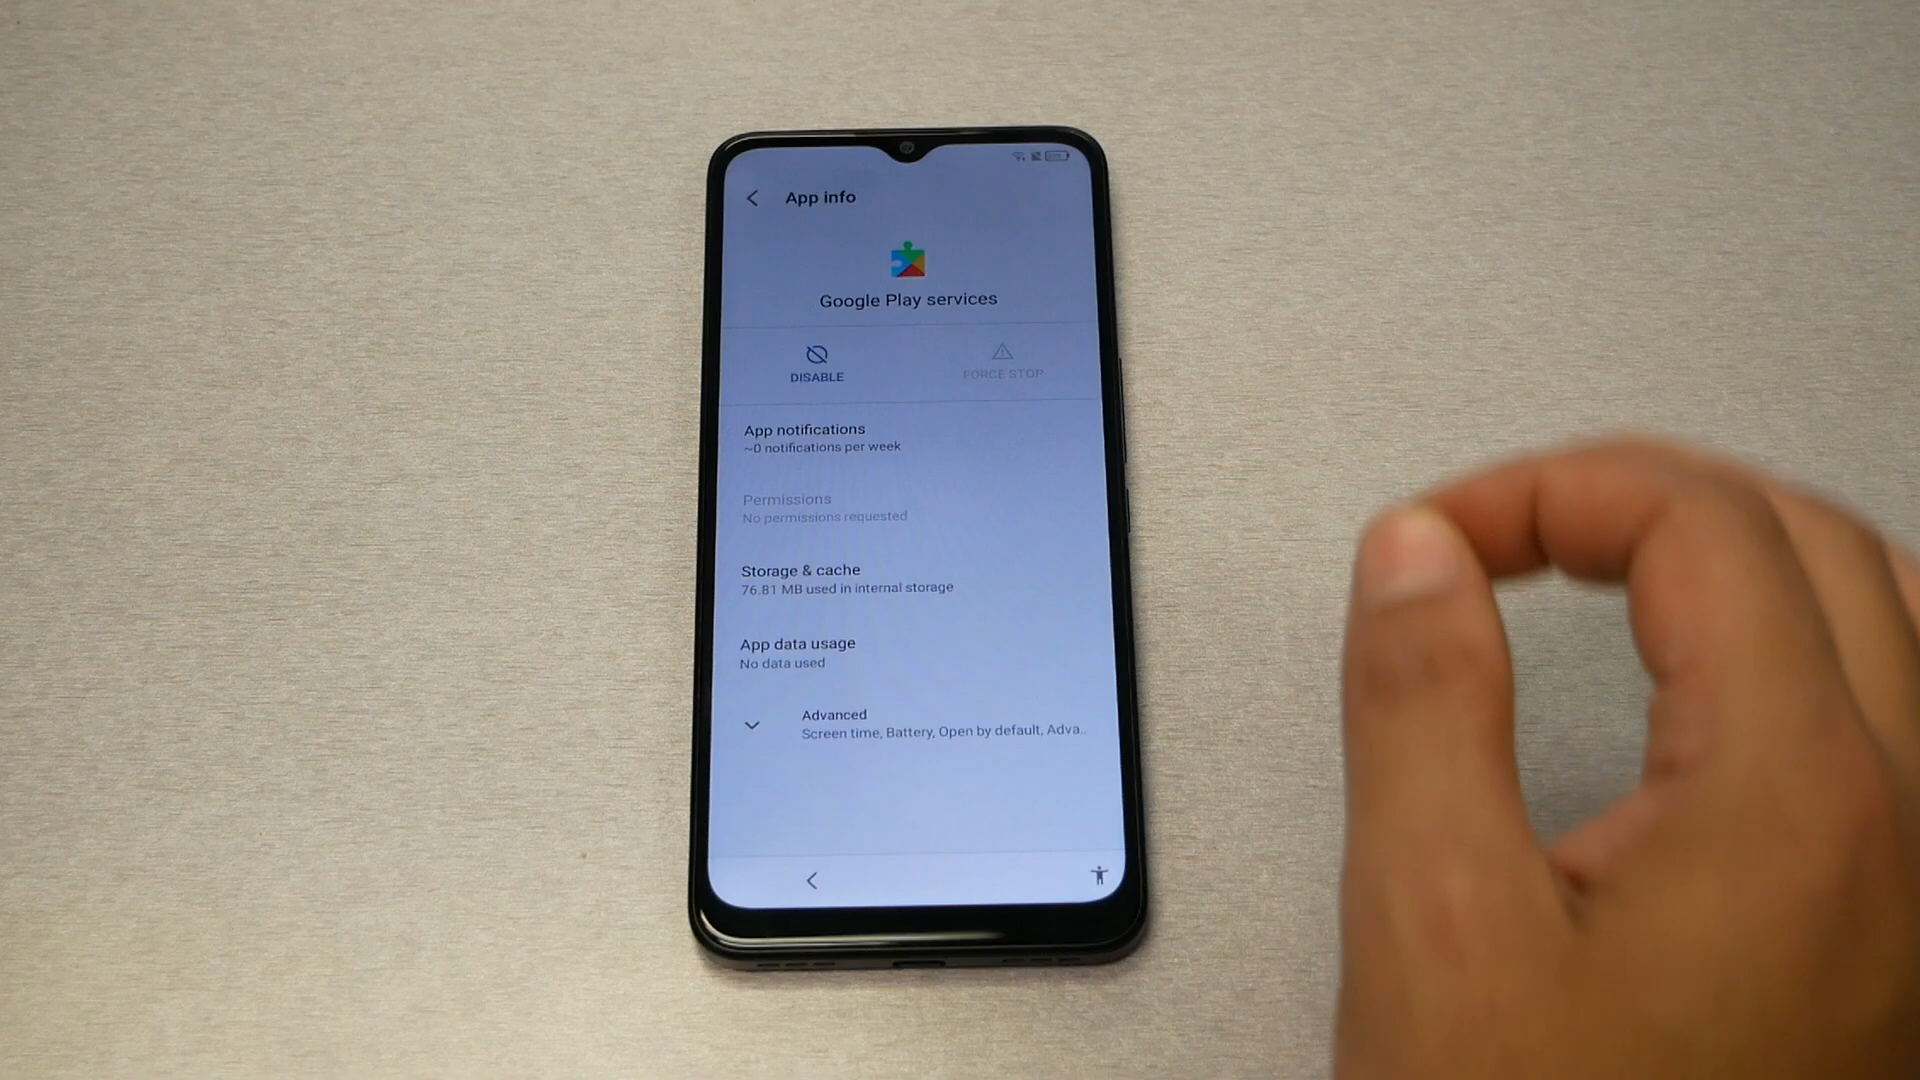 App info
Google Play services
DISABLE
FORCE STOP
App notifications
~0 notifications per week
Permissions
No permissions requested
Storage & cache
76.81 MB used in internal storage
App data usage
No data used
Advanced
Screen time, Battery, Open by default, Adva..